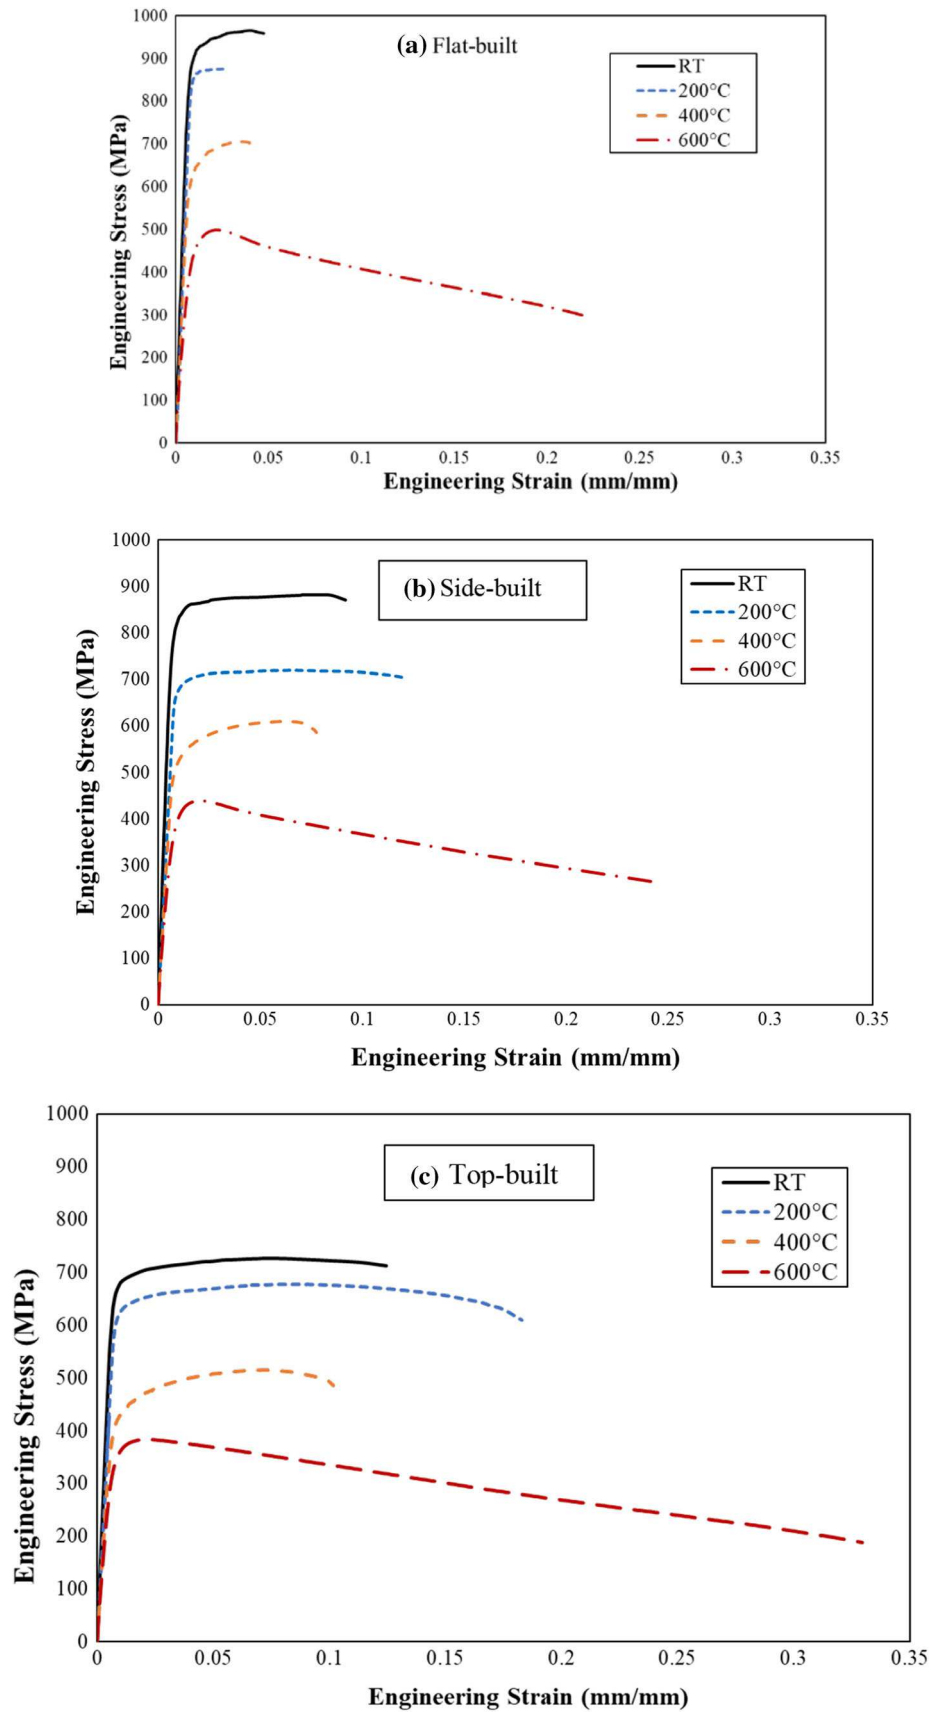 (a) Flat-built
Engineering Stress (MPa)
1000
900
800
700
600
500
400
300
200
100
0
RT
200°C
400°C
600°C
0 0.05 0.1 0.15 0.2 0.25 0.3 0.35
Engineering Strain (mm/mm)
(b) Side-built
Engineering Stress (MPa)
1000
900
800
700
600
500
400
300
200
100
0
RT
200°C
400°C
600°C
0 0.05 0.1 0.15 0.2 0.25 0.3 0.35
Engineering Strain (mm/mm)
(c) Top-built
Engineering Stress (MPa)
1000
900
800
700
600
500
400
300
200
100
0
RT
200°C
400°C
600°C
0 0.05 0.1 0.15 0.2 0.25 0.3 0.35
Engineering Strain (mm/mm)